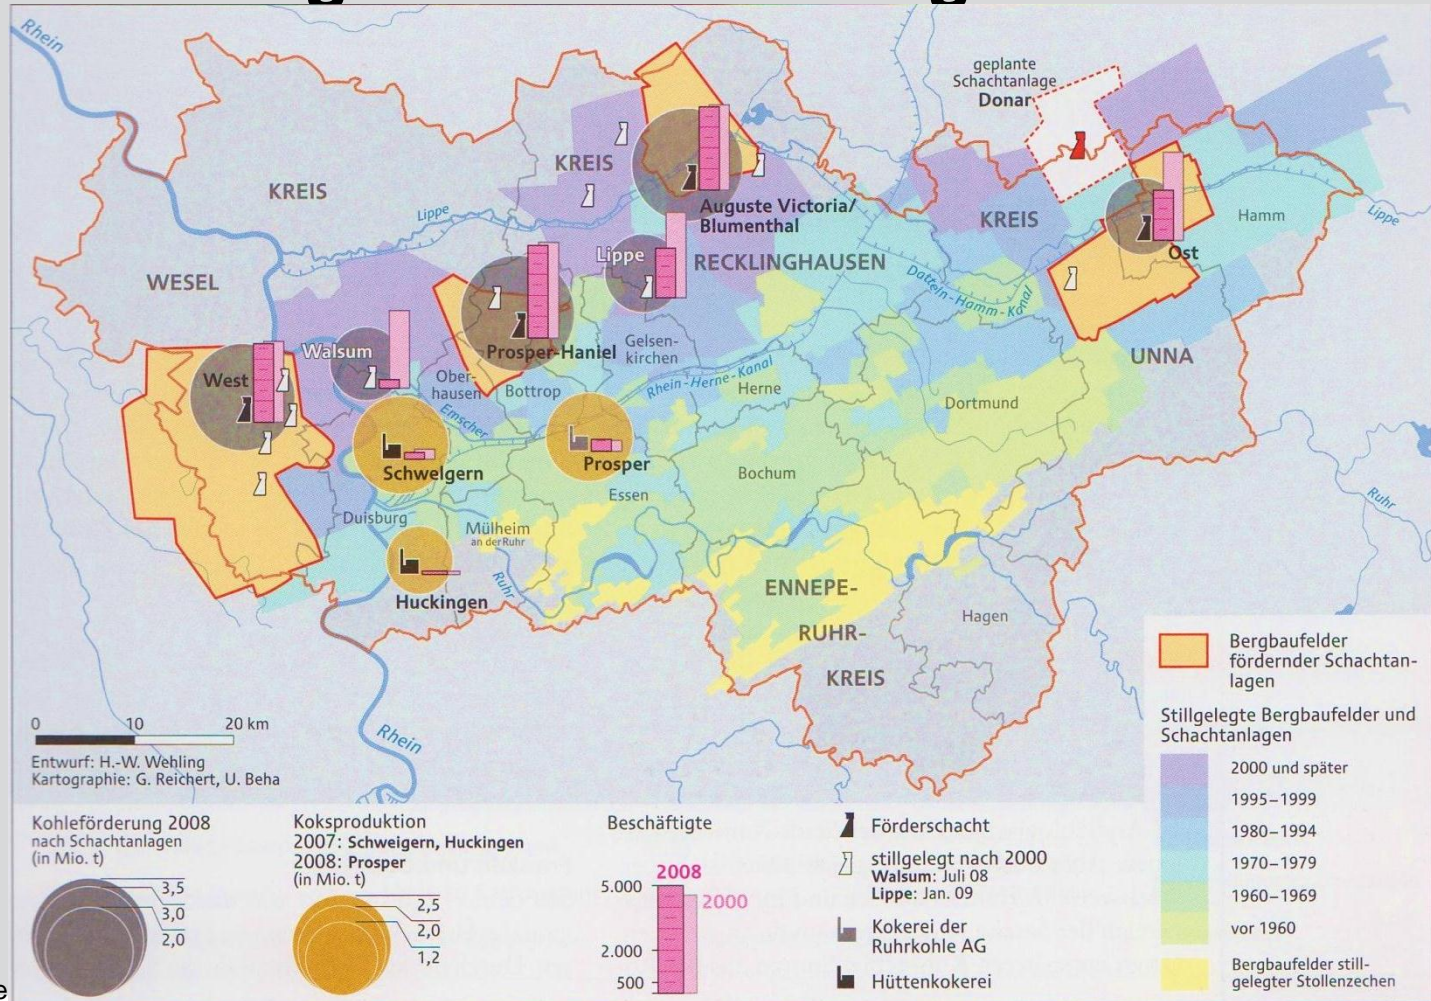 Rhein
geplante
Schachtanlage
Donar
KREIS
KREIS
Lippe
Auguste Victoria/
Blumenthal
KREIS
Hamm
Lippe
WESEL
Lippe
RECKLINGHAUSEN
Ost
Datteln-Hamm-Kanal
Walsum
Prosper-Haniel
Gelsen-
kirchen
UNNA
West
Ober-
hausen
Bottrop
Rhein-Herne-Kanal
Herne
Dortmund
Emscher
Schwelgern
Prosper
Bochum
Essen
Ruhr
Duisburg
Mülheim
an der Ruhr
Ruhr
Huckingen
ENNEPE-
RUHR-
KREIS
Hagen
Rhein
0 10 20 km
Entwurf: H.-W. Wehling
Kartographie: G. Reichert, U. Beha
Bergbaufelder
fördernder Schachtan-
lagen
Stillgelegte Bergbaufelder und
Schachtanlagen
2000 und später
1995–1999
1980–1994
1970–1979
1960–1969
vor 1960
Bergbaufelder still-
gelegter Stollenzechen
Kohleförderung 2008
nach Schachtanlagen
(in Mio. t)
3,5
3,0
2,0
Koksproduktion
2007: Schweigern, Huckingen
2008: Prosper
(in Mio. t)
2,5
2,0
1,2
Beschäftigte
2008
5.000
2000
2.000
500
Förderschacht
stillgelegt nach 2000
Walsum: Juli 08
Lippe: Jan. 09
Kokerei der
Ruhrkohle AG
Hüttenkokerei
e